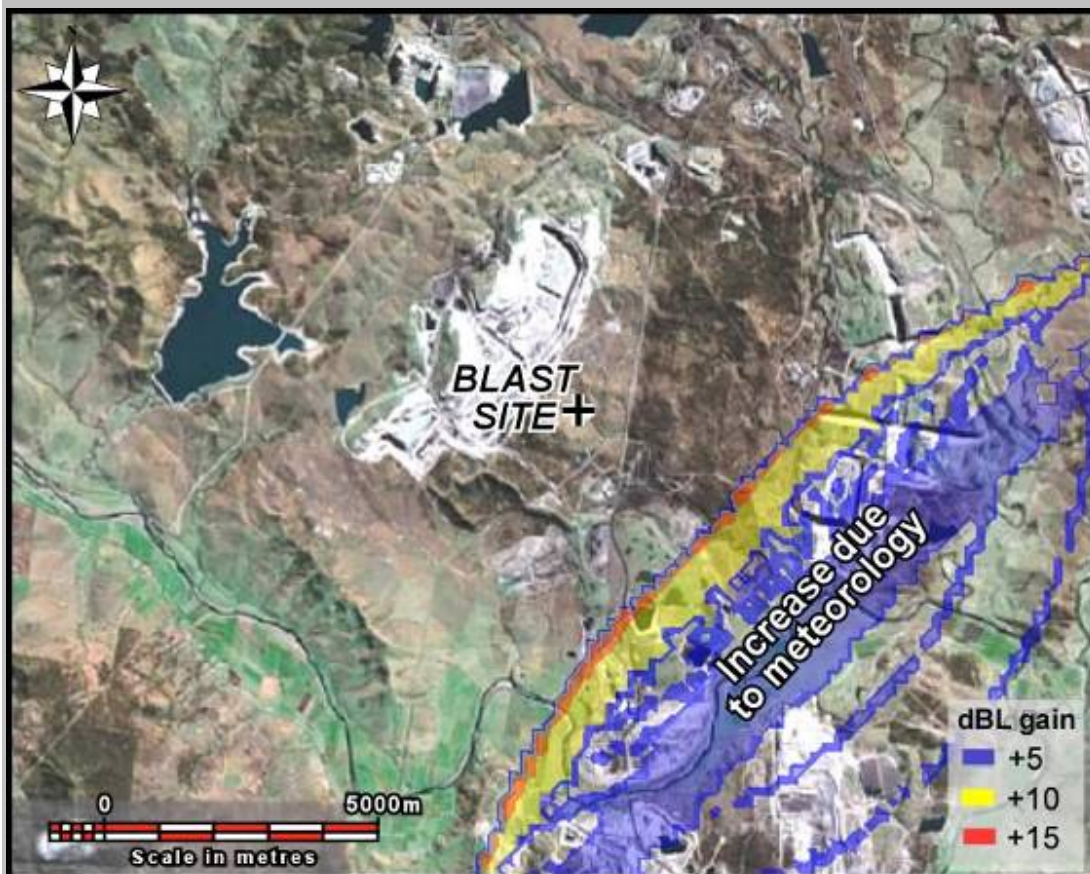 BLAST
SITE
Increase due
to meteorology
dBL gain
+5
+10
+15
0 5000m
Scale in metres